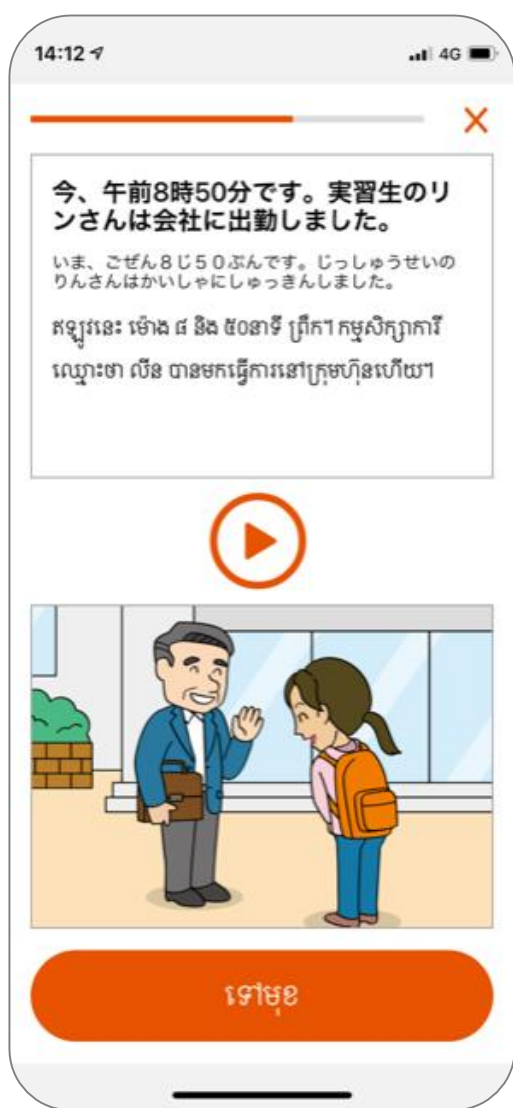 14:12
4G
今、午前8時50分です。実習生のリ
ンさんは会社に出勤しました。
いま、ごぜん８じ５０ぷんです。じっしゅうせいの
りんさんはかいしゃにしゅっきんしました。
ឥឡូវនេះ ម៉ោង ៨ និង ៥០នាទី ព្រឹក។ កម្មសិក្សាការី
ឈ្មោះថា លីន បានមកធ្វើការនៅក្រុមហ៊ុនហើយ។
ទៅមុខ